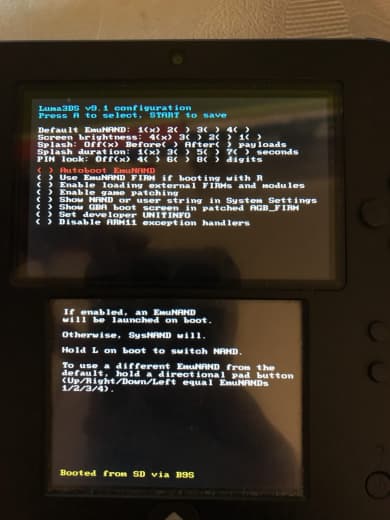 Luma3DS v9.1 configuration
Press A to select, START to save
Default EmuNAND: 1(x) 2( ) 3( ) 4( )
Screen brightness: 4(x) 3( ) 2( ) 1( )
Splash: Off(x) Before( ) After( ) payloads
Splash duration: 1(x) 3( ) 5( ) 7( ) seconds
PIN lock: Off(x) 4( ) 6( ) 8( ) digits
( ) Autoboot EmuNAND
( ) Use EmuNAND FIRM if booting with R
( ) Enable loading external FIRMs and modules
( ) Enable game patching
( ) Show NAND or user string in System Settings
( ) Show GBA boot screen in patched AGB_FIRM
( ) Set developer UNITINFO
( ) Disable ARM11 exception handlers
If enabled, an EmuNAND
will be launched on boot.
Otherwise, SysNAND will.
Hold L on boot to switch NAND.
To use a different EmuNAND from the
default, hold a directional pad button
(Up/Right/Down/Left equal EmuNANDs
1/2/3/4).
Booted from SD via B9S